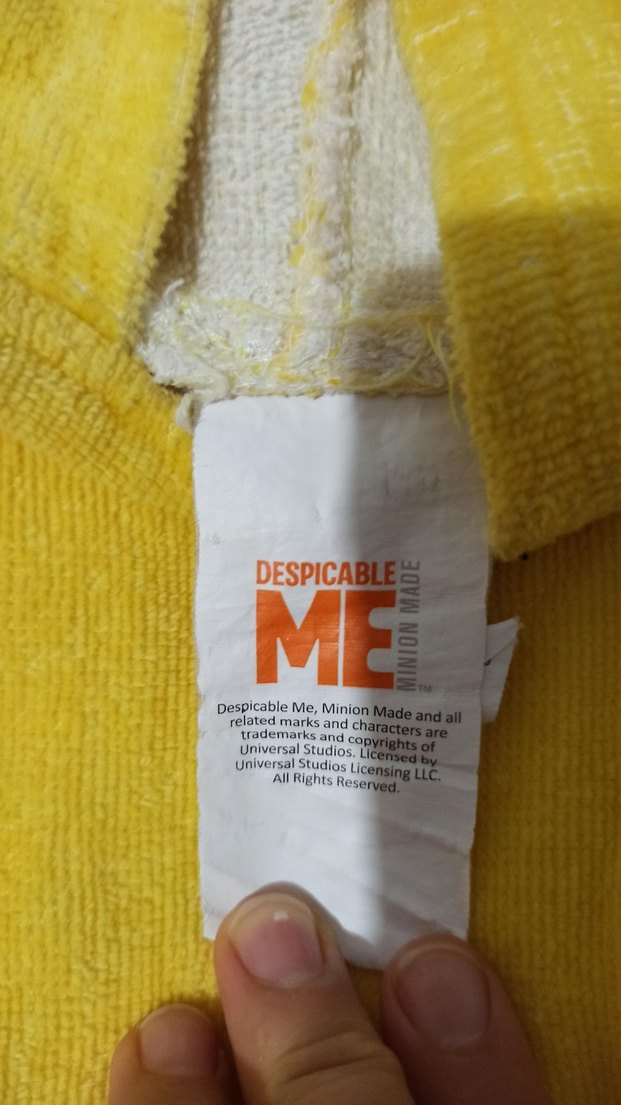 DESPICABLE
ME
MINION MADE
TM
Despicable Me, Minion Made and all
related marks and characters are
trademarks and copyrights of
Universal Studios. Licensed by
Universal Studios Licensing LLC.
All Rights Reserved.